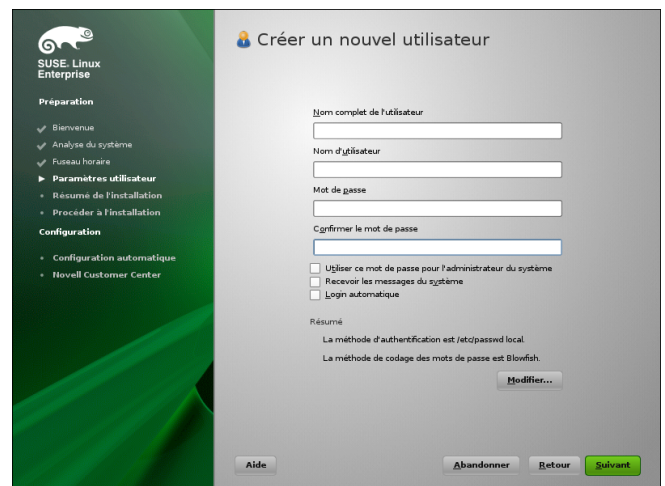 SUSE. Linux
Enterprise
Préparation
Bienvenue
Analyse du système
Fuseau horaire
Paramètres utilisateur
Résumé de l'installation
Procéder à l'installation
Configuration
Configuration automatique
Novell Customer Center
Créer un nouvel utilisateur
Nom complet de l'utilisateur
Nom d'utilisateur
Mot de passe
Confirmer le mot de passe
Utiliser ce mot de passe pour l'administrateur du système
Recevoir les messages du système
Login automatique
Résumé
La méthode d'authentification est /etc/passwd local.
La méthode de codage des mots de passe est Blowfish.
Modifier...
Aide
Abandonner
Retour
Suivant